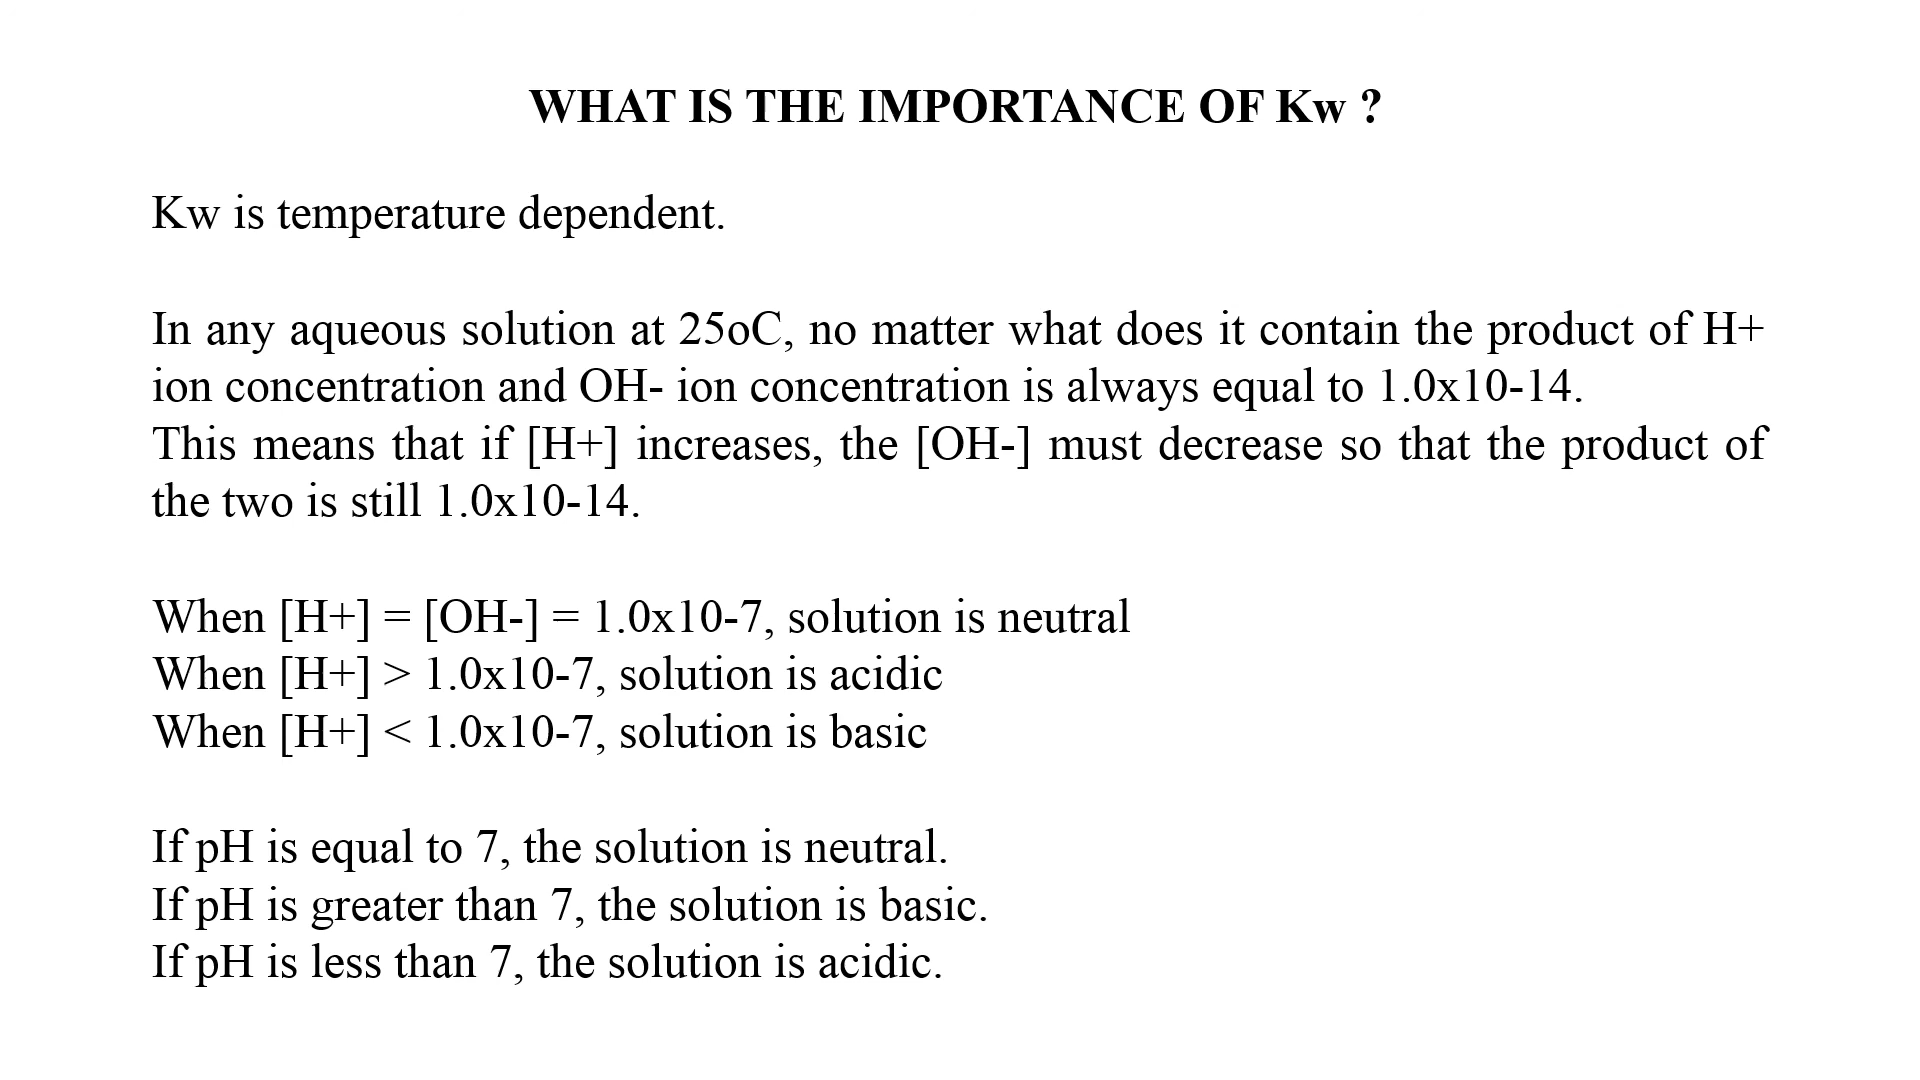 WHAT IS THE IMPORTANCE OF Kw ?
Kw is temperature dependent.
In any aqueous solution at 25oC, no matter what does it contain the product of H+
ion concentration and OH- ion concentration is always equal to 1.0x10-14.
This means that if [H+] increases, the [OH-] must decrease so that the product of
the two is still 1.0x10-14.
When [H+] = [OH-] = 1.0x10-7, solution is neutral
When [H+] > 1.0x10-7, solution is acidic
When [H+] < 1.0x10-7, solution is basic
If pH is equal to 7, the solution is neutral.
If pH is greater than 7, the solution is basic.
If pH is less than 7, the solution is acidic.